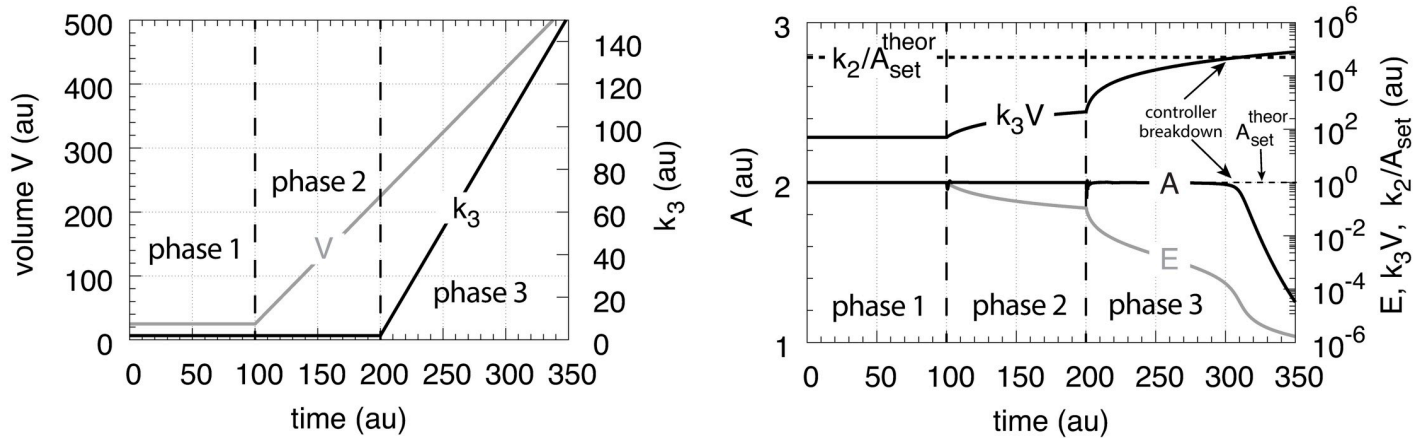 500
400
300
200
100
0
volume V (au)
phase 1
phase 2
phase 3
V
k3
140
120
100
80
60
40
20
0
k3 (au)
0 50 100 150 200 250 300 350
time (au)
3
2
1
A (au)
k2/A set theor
k3V
controller
breakdown
A set theor
A
E
phase 1 phase 2 phase 3
10^6
10^4
10^2
10^0
10^-2
10^-4
10^-6
E, k3V, k2/Aset (au)
0 50 100 150 200 250 300 350
time (au)